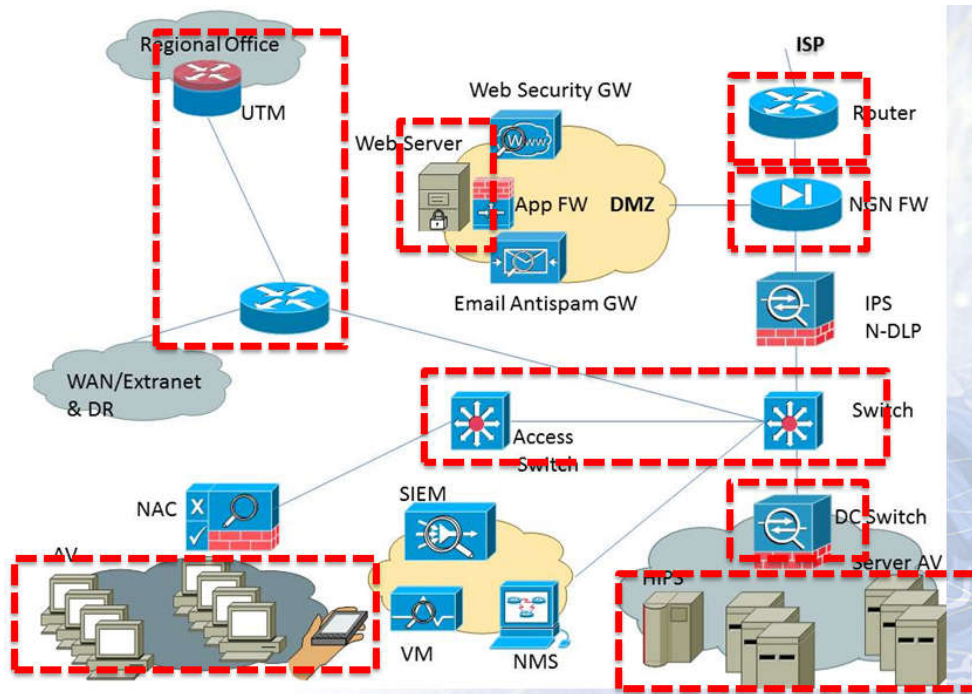 Regional Office
UTM
ISP
Web Security GW
Router
Web Server
Www
App FW
DMZ
NGN FW
Email Antispam GW
IPS
N-DLP
WAN/Extranet
& DR
Access
Switch
Switch
NAC
X
SIEM
DC Switch
AV
Server AV
HIPS
VM
NMS